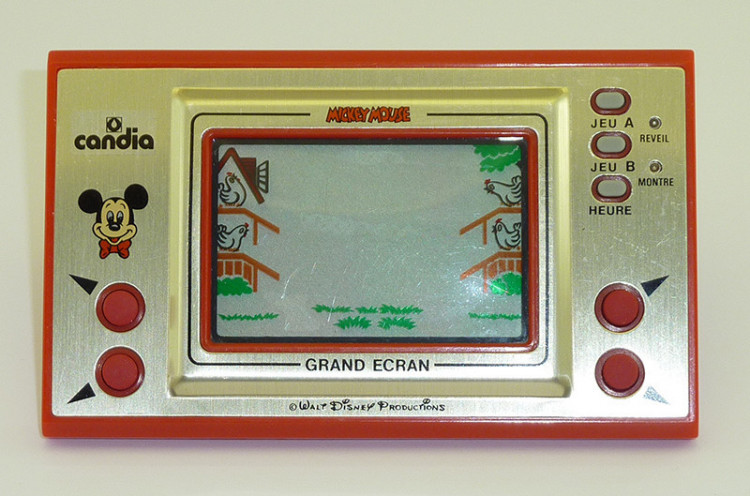 MICKEY MOUSE
candia
JEU A
REVEIL
JEU B
MONTRE
HEURE
GRAND ECRAN
© WALT DISNEY PRODUCTIONS